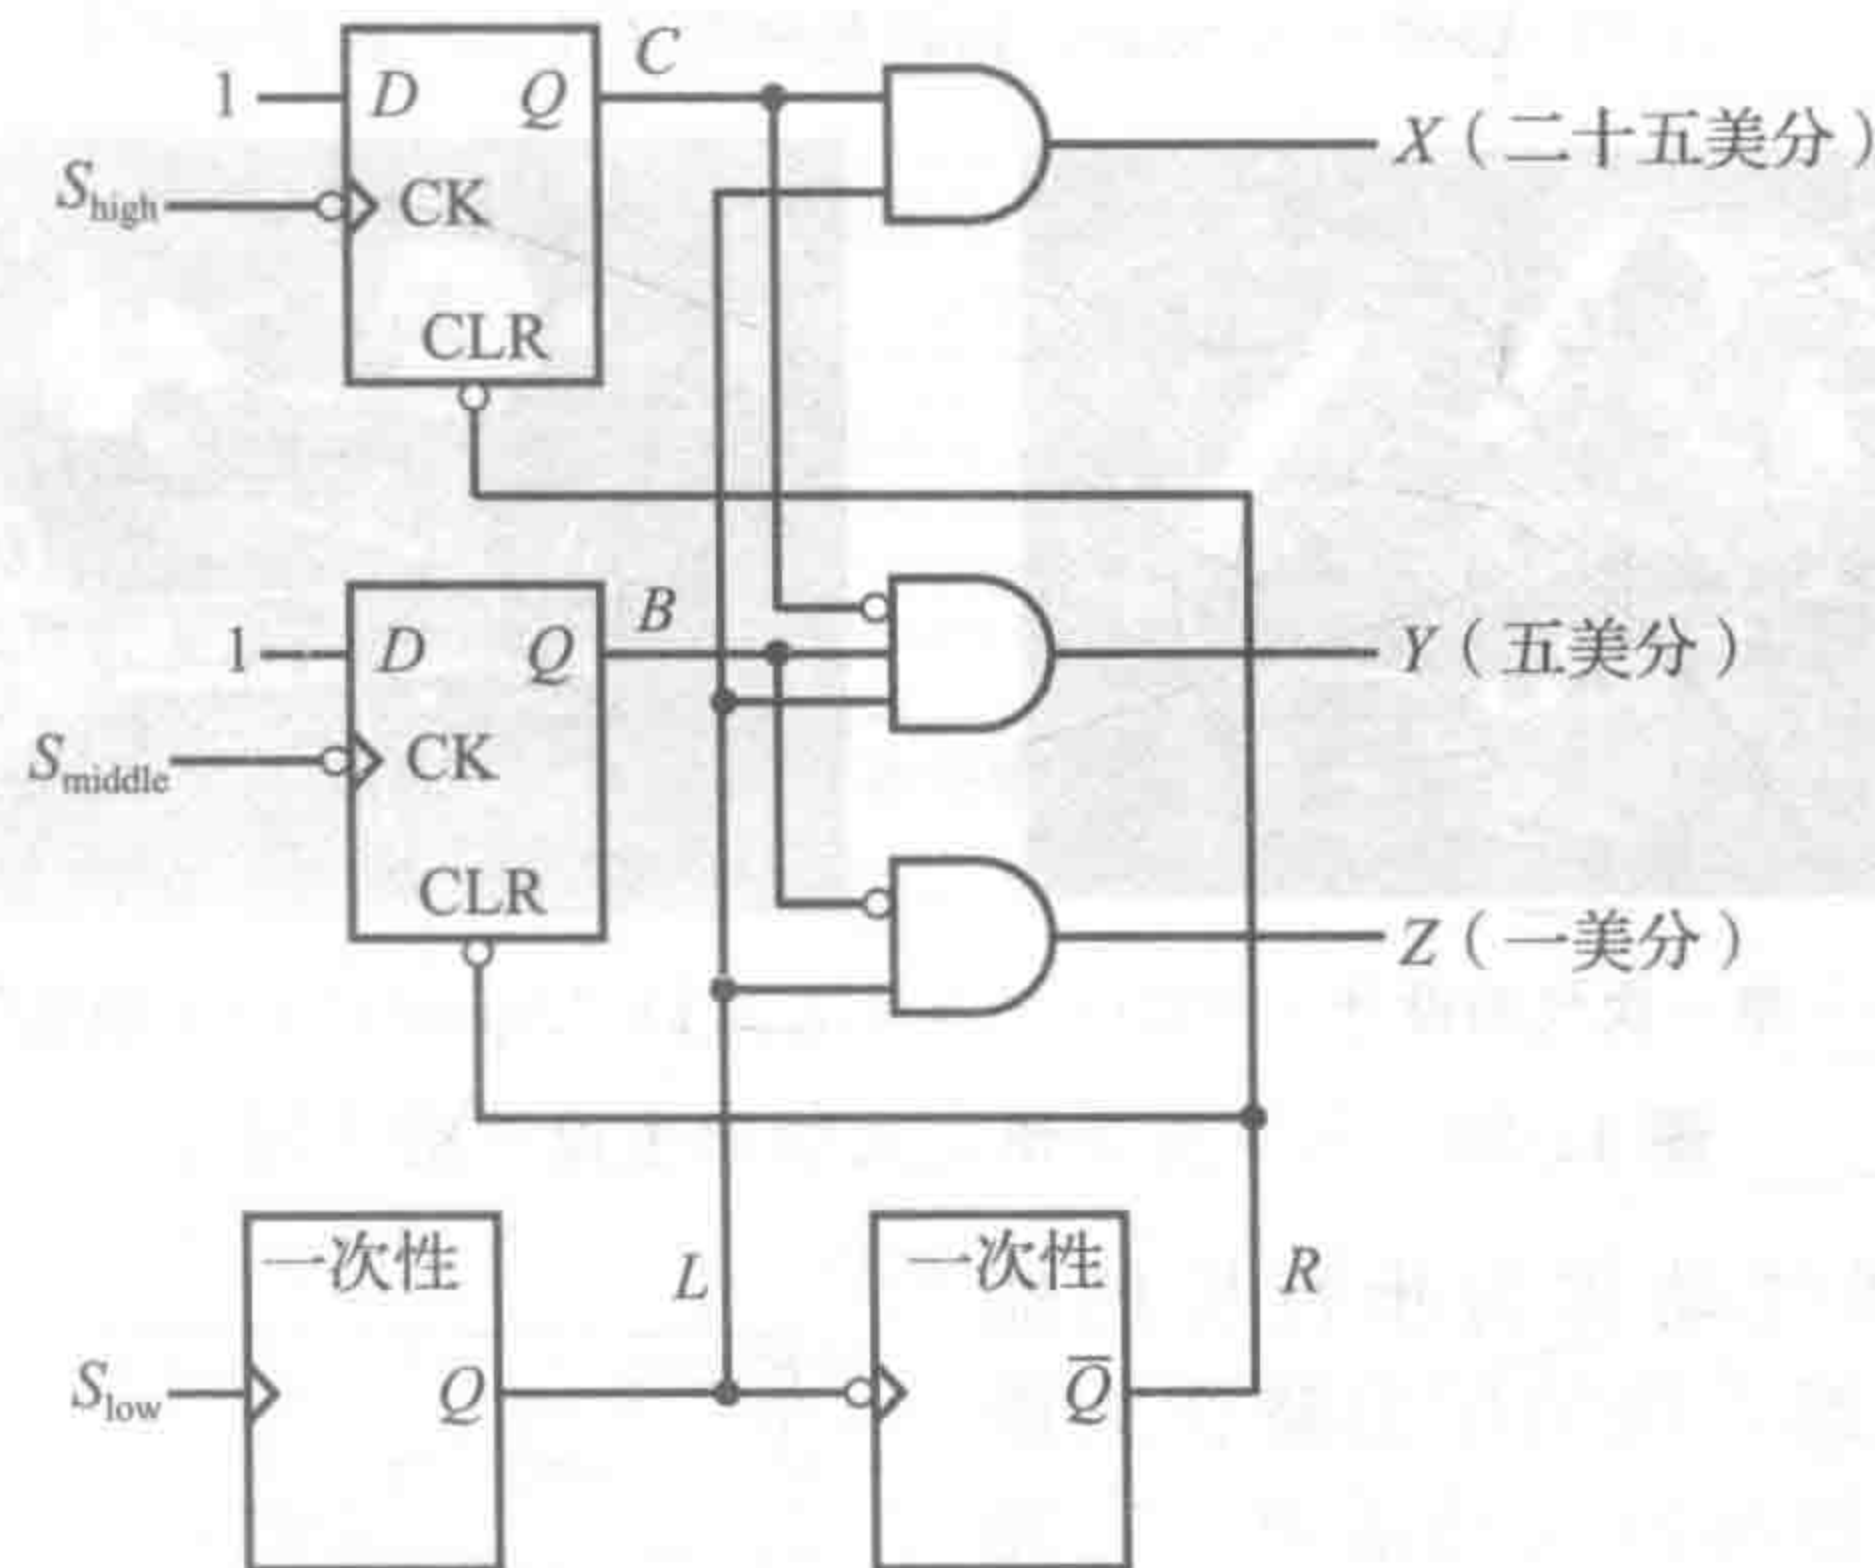 C
1 D Q
X（二十五美分）
S_high CK
CLR
B
1 D Q
Y（五美分）
S_middle CK
CLR
Z（一美分）
一次性 L 一次性 R
S_low Q Q̅